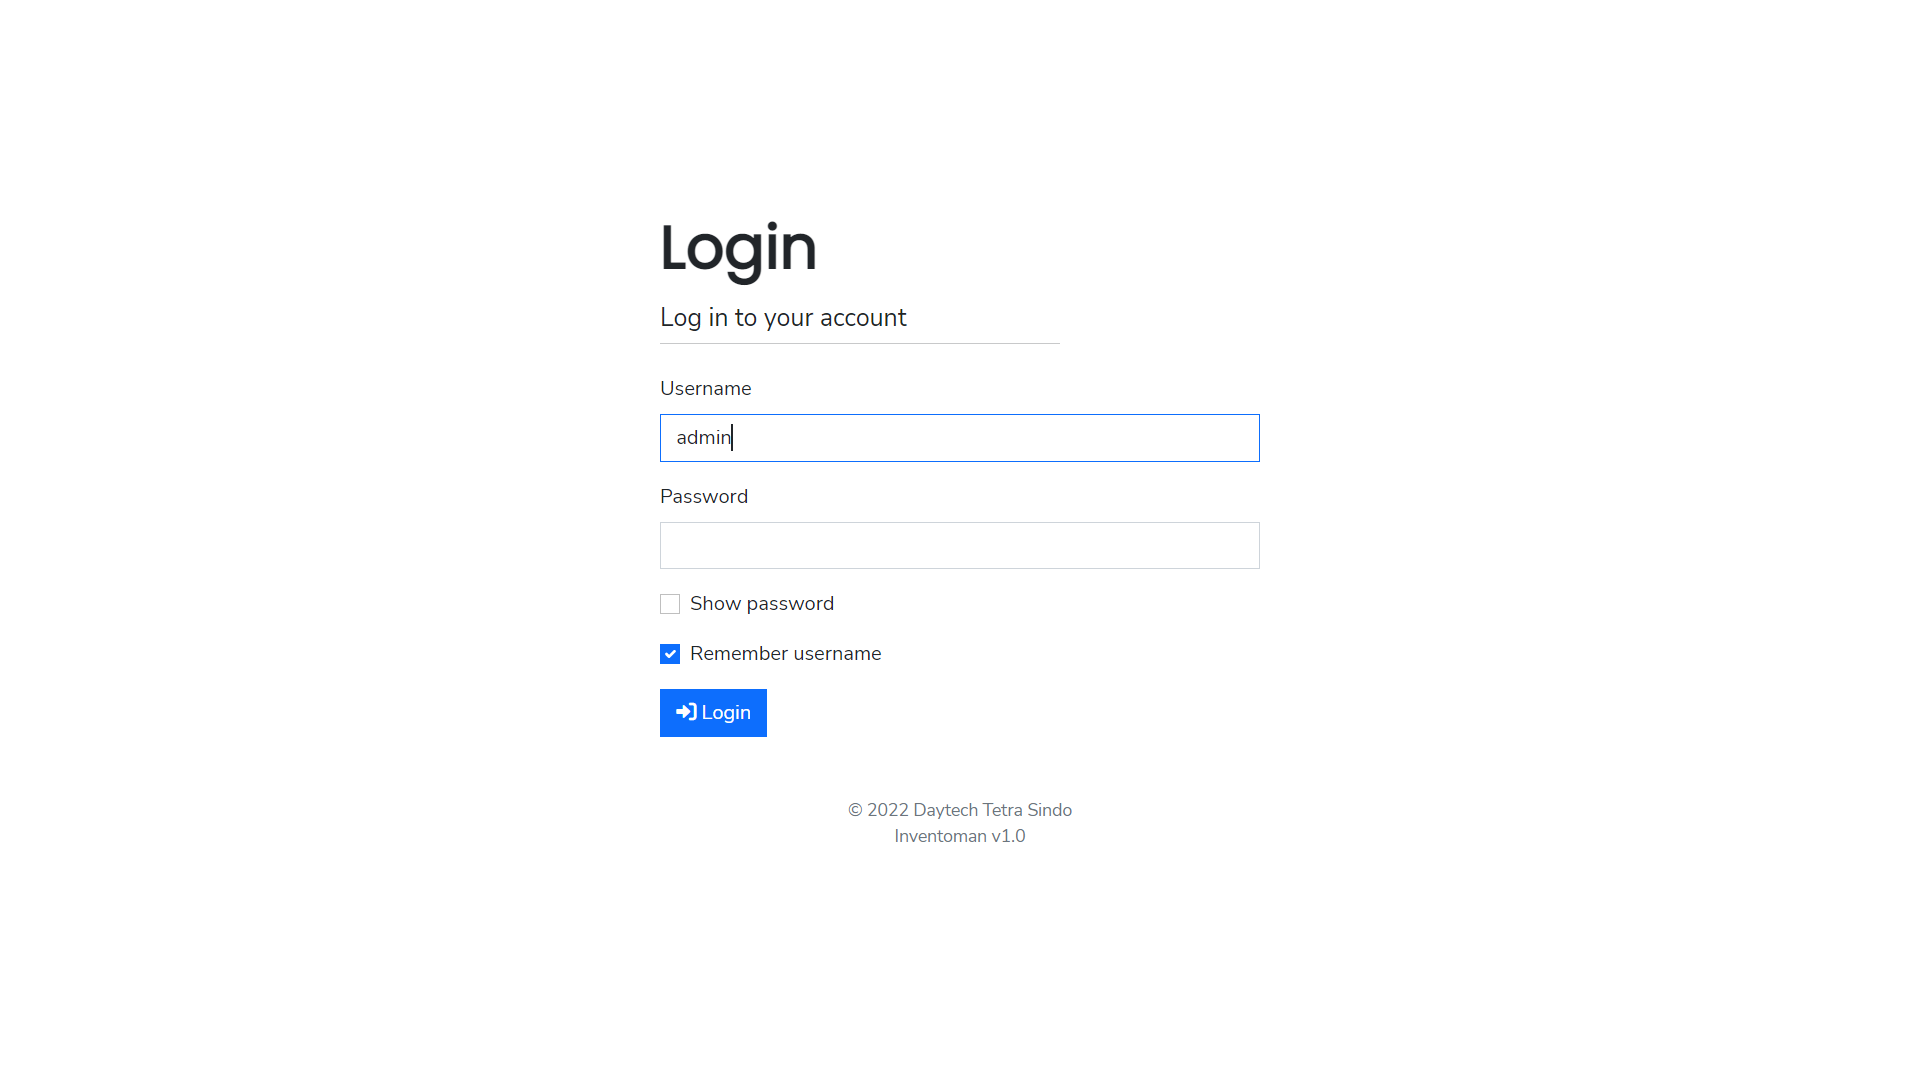 Login
Log in to your account
Username
admin
Password
Show password
Remember username
Login
© 2022 Daytech Tetra Sindo
Inventoman v1.0